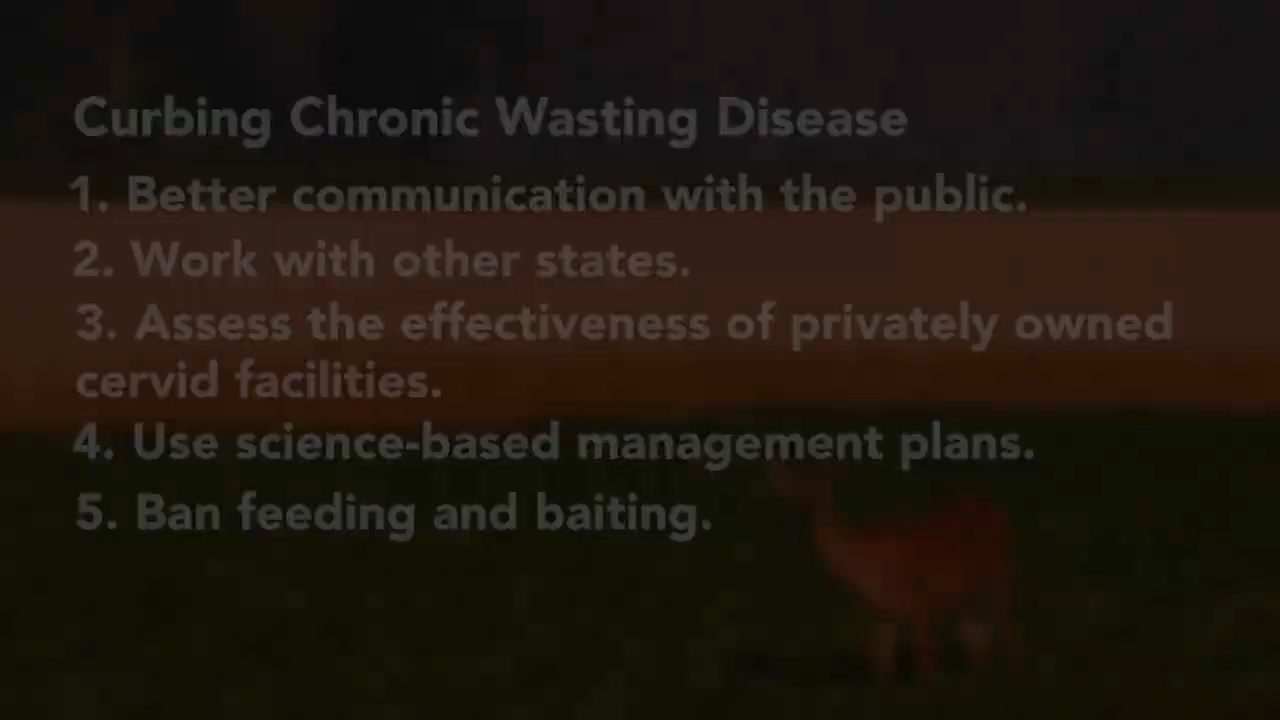 Curbing Chronic Wasting Disease
1. Better communication with the public.
2. Work with other states.
3. Assess the effectiveness of privately owned
cervid facilities.
4. Use science-based management plans.
5. Ban feeding and baiting.